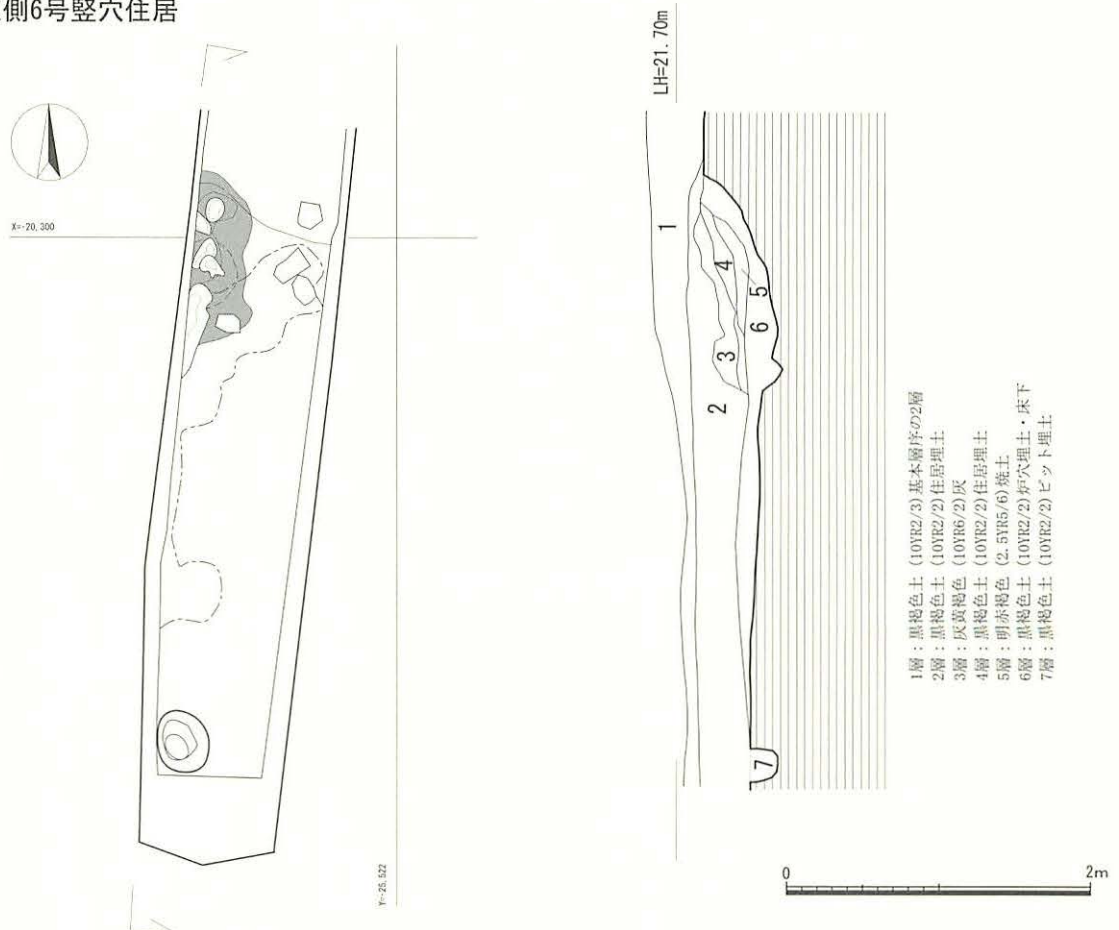 側6号竪穴住居
X=-20,300
Y=-25,522
LH=21.70m
1
2
3
4
5
6
7
1層:黒褐色土(10YR2/3)基本層序の2層
2層:黒褐色土(10YR2/2)住居埋土
3層:灰黄褐色(10YR6/2)灰
4層:黒褐色土(10YR2/2)住居埋土
5層:明赤褐色(2.5YR5/6)焼土
6層:黒褐色土(10YR2/2)炉穴埋土・床下
7層:黒褐色土(10YR2/2)ピット埋土
0 2m